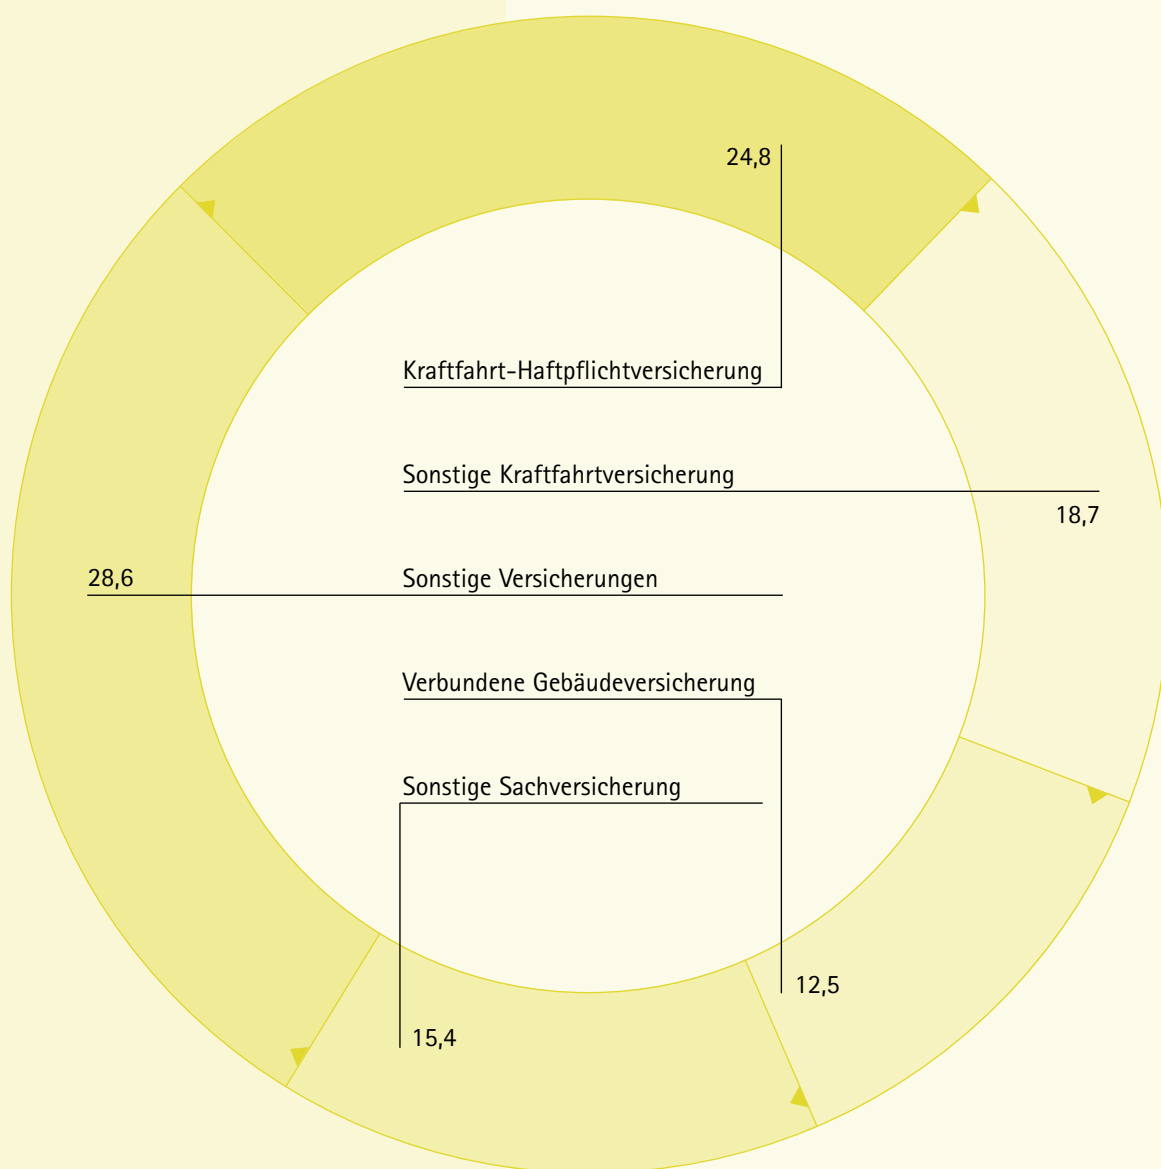 24,8
Kraftfahrt-Haftpflichtversicherung
Sonstige Kraftfahrtversicherung
18,7
28,6
Sonstige Versicherungen
Verbundene Gebäudeversicherung
Sonstige Sachversicherung
12,5
15,4